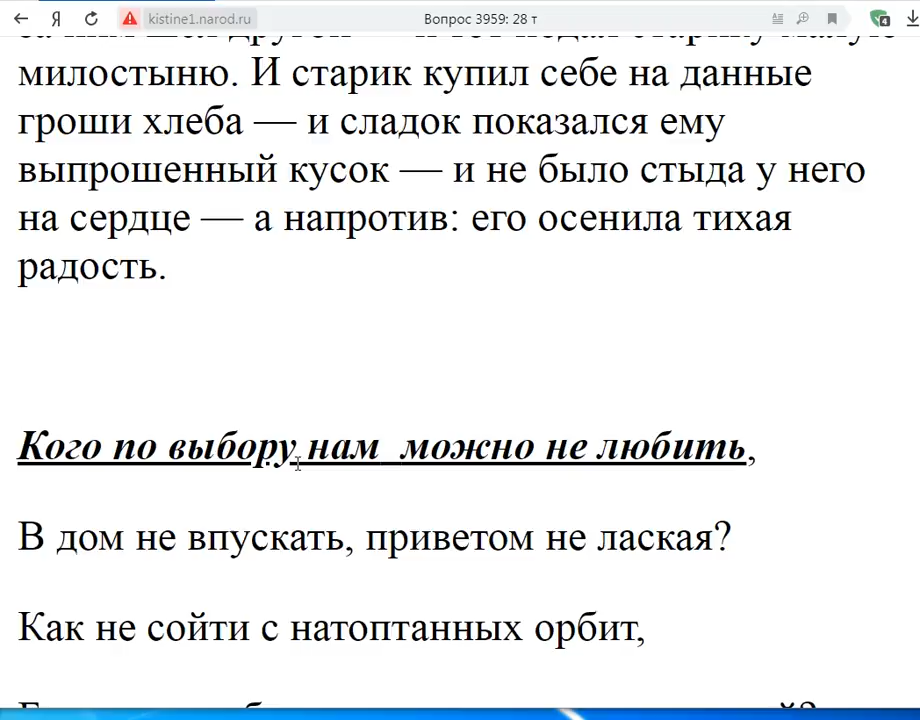 kistine1.narod.ru
Вопрос 3959: 28 т
4
милостыню. И старик купил себе на данные
гроши хлеба — и сладок показался ему
выпрошенный кусок — и не было стыда у него
на сердце — а напротив: его осенила тихая
радость.
Кого по выбору нам можно не любить,
В дом не впускать, приветом не лаская?
Как не сойти с натоптанных орбит,